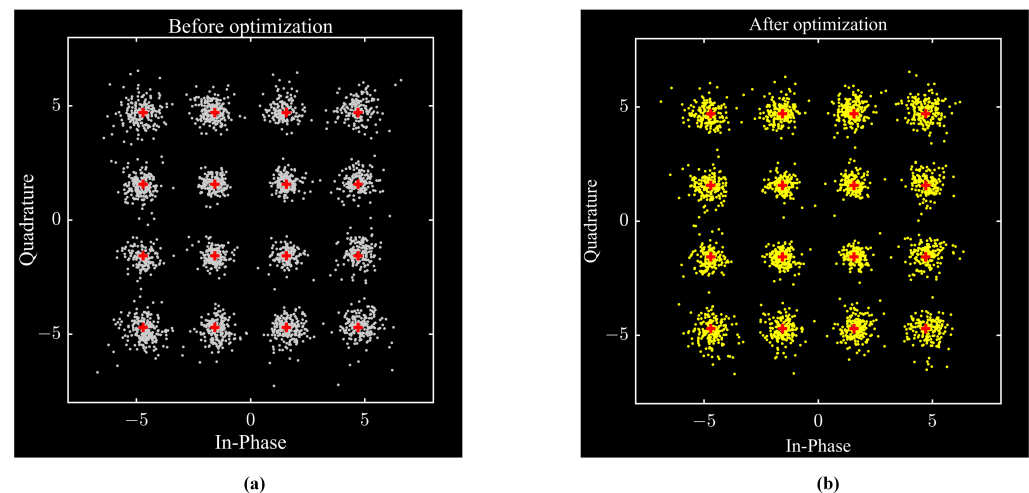 Before optimization
5
0
−5
Quadrature
−5 0 5
In-Phase
(a)
After optimization
5
0
−5
Quadrature
−5 0 5
In-Phase
(b)